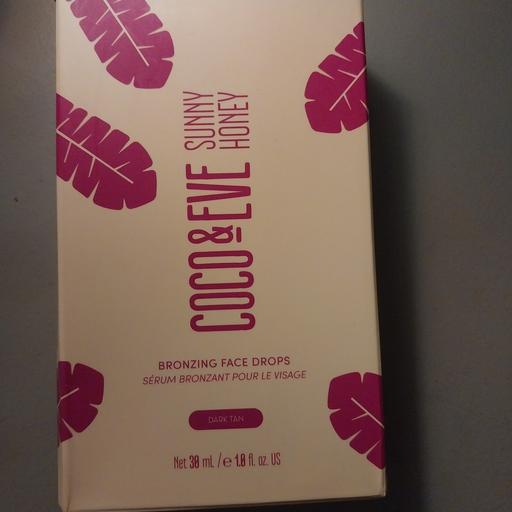 COCO & EVE
SUNNY
HONEY
BRONZING FACE DROPS
SÉRUM BRONZANT POUR LE VISAGE
DARK TAN
Net 30 mL / ℮ 1.0 fl. oz. US